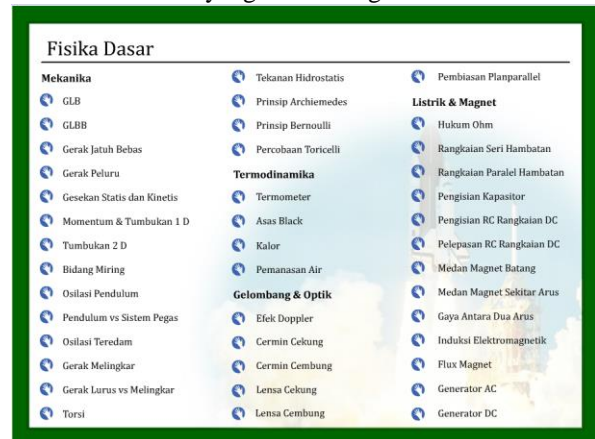 Fisika Dasar
Mekanika
GLB
GLBB
Gerak Jatuh Bebas
Gerak Peluru
Gesekan Statis dan Kinetis
Momentum & Tumbukan 1 D
Tumbukan 2 D
Bidang Miring
Osilasi Pendulum
Pendulum vs Sistem Pegas
Osilasi Teredam
Gerak Melingkar
Gerak Lurus vs Melingkar
Torsi
Tekanan Hidrostatis
Prinsip Archiemedes
Prinsip Bernoulli
Percobaan Toricelli
Termodinamika
Termometer
Asas Black
Kalor
Pemanasan Air
Gelombang & Optik
Efek Doppler
Cermin Cekung
Cermin Cembung
Lensa Cekung
Lensa Cembung
Pembiasan Planparallel
Listrik & Magnet
Hukum Ohm
Rangkaian Seri Hambatan
Rangkaian Paralel Hambatan
Pengisian Kapasitor
Pengisian RC Rangkaian DC
Pelepasan RC Rangkaian DC
Medan Magnet Batang
Medan Magnet Sekitar Arus
Gaya Antara Dua Arus
Induksi Elektromagnetik
Flux Magnet
Generator AC
Generator DC